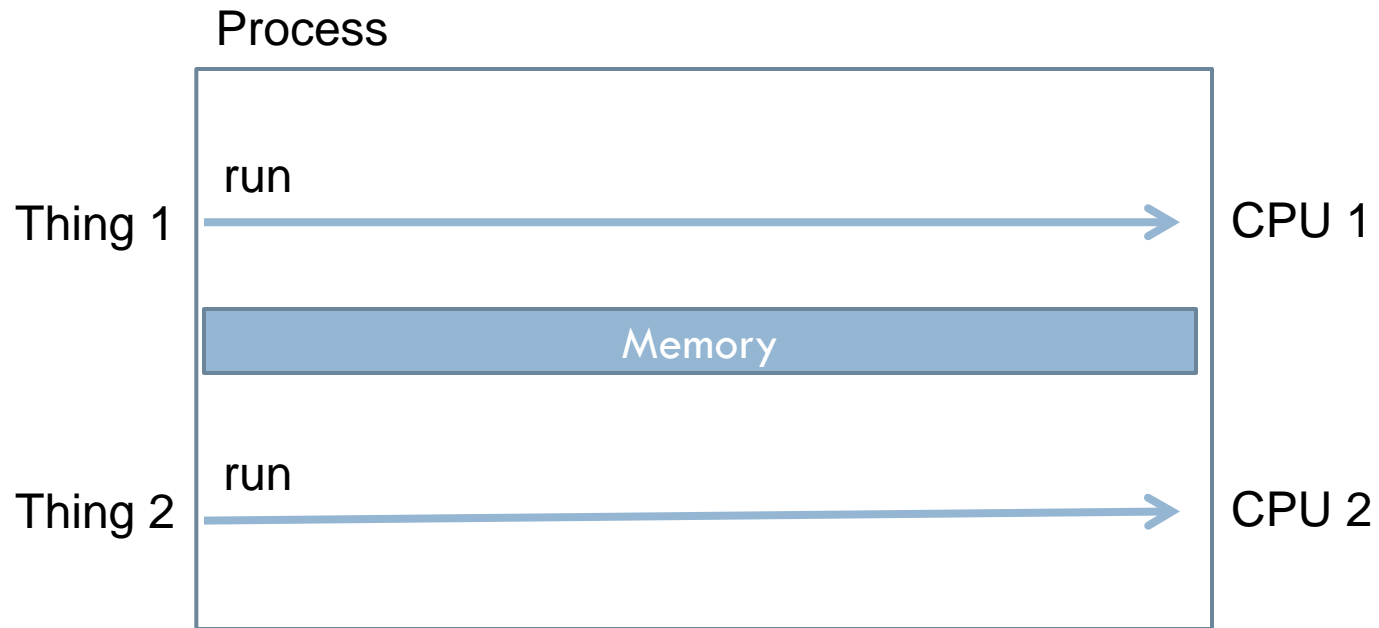 Process
run
Thing 1
CPU 1
Memory
run
Thing 2
CPU 2